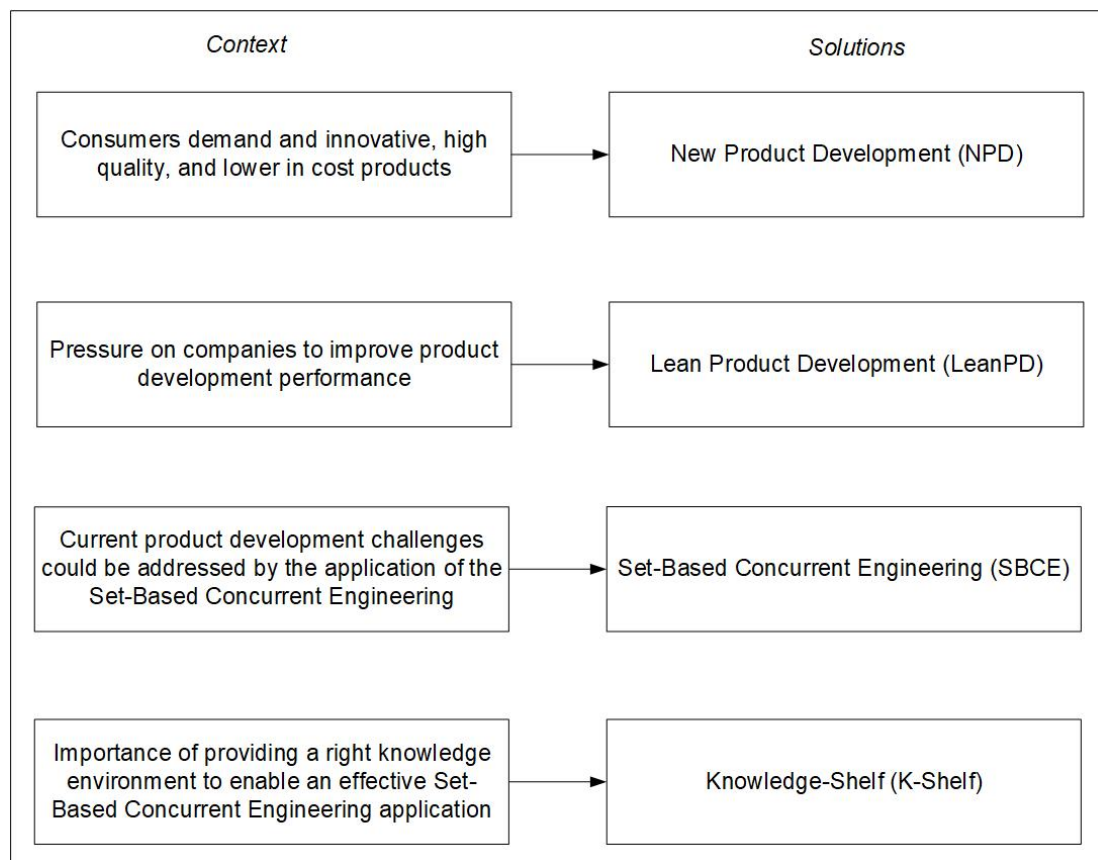 Context
Solutions
Consumers demand and innovative, high
quality, and lower in cost products
New Product Development (NPD)
Pressure on companies to improve product
development performance
Lean Product Development (LeanPD)
Current product development challenges
could be addressed by the application of the
Set-Based Concurrent Engineering
Set-Based Concurrent Engineering (SBCE)
Importance of providing a right knowledge
environment to enable an effective Set-
Based Concurrent Engineering application
Knowledge-Shelf (K-Shelf)